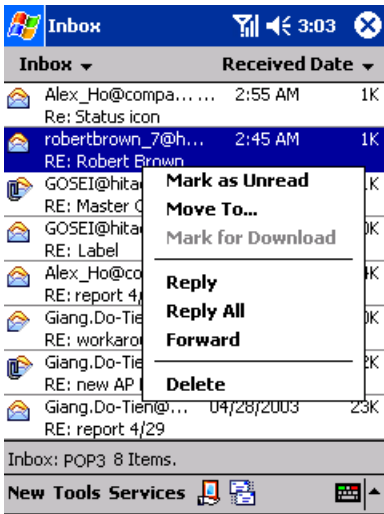 Inbox 3:03
Inbox Received Date
Alex_Ho@compa... ... 2:55 AM 1K
Re: Status icon
robertbrown_7@h... 2:45 AM 1K
RE: Robert Brown
GOSEI@hita
RE: Master
GOSEI@hita
RE: Label
Alex_Ho@co
RE: report 4/
Giang.Do-Tie
RE: workaro
Giang.Do-Tie 2K
RE: new AP
Mark as Unread
Move To...
Mark for Download
Reply
Reply All
Forward
Delete
Giang.Do-Tien@... 04/28/2003 23K
RE: report 4/29
Inbox: POP3 8 Items.
New Tools Services